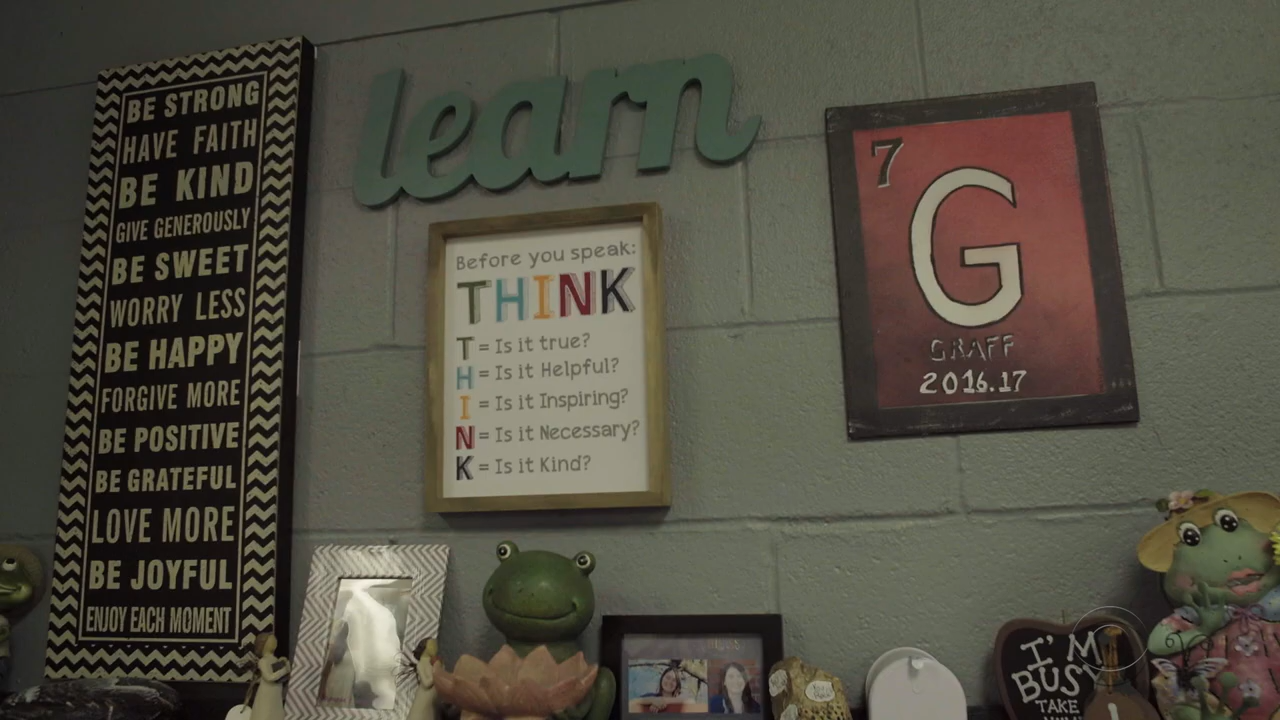 BE STRONG
HAVE FAITH
BE KIND
GIVE GENEROUSLY
BE SWEET
WORRY LESS
BE HAPPY
FORGIVE MORE
BE POSITIVE
BE GRATEFUL
LOVE MORE
BE JOYFUL
ENJOY EACH MOMENT
learn
Before you speak:
THINK
T = Is it true?
H = Is it Helpful?
I = Is it Inspiring?
N = Is it Necessary?
K = Is it Kind?
7
G
GRAFF
2016.17
I'M
BUSY
TAKE